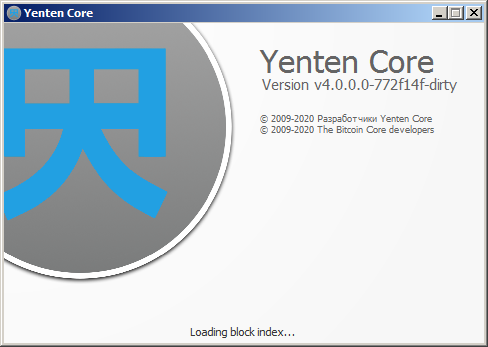 Yenten Core
Yenten Core
Version v4.0.0.0-772f14f-dirty
© 2009-2020 Разработчики Yenten Core
© 2009-2020 The Bitcoin Core developers
Loading block index...